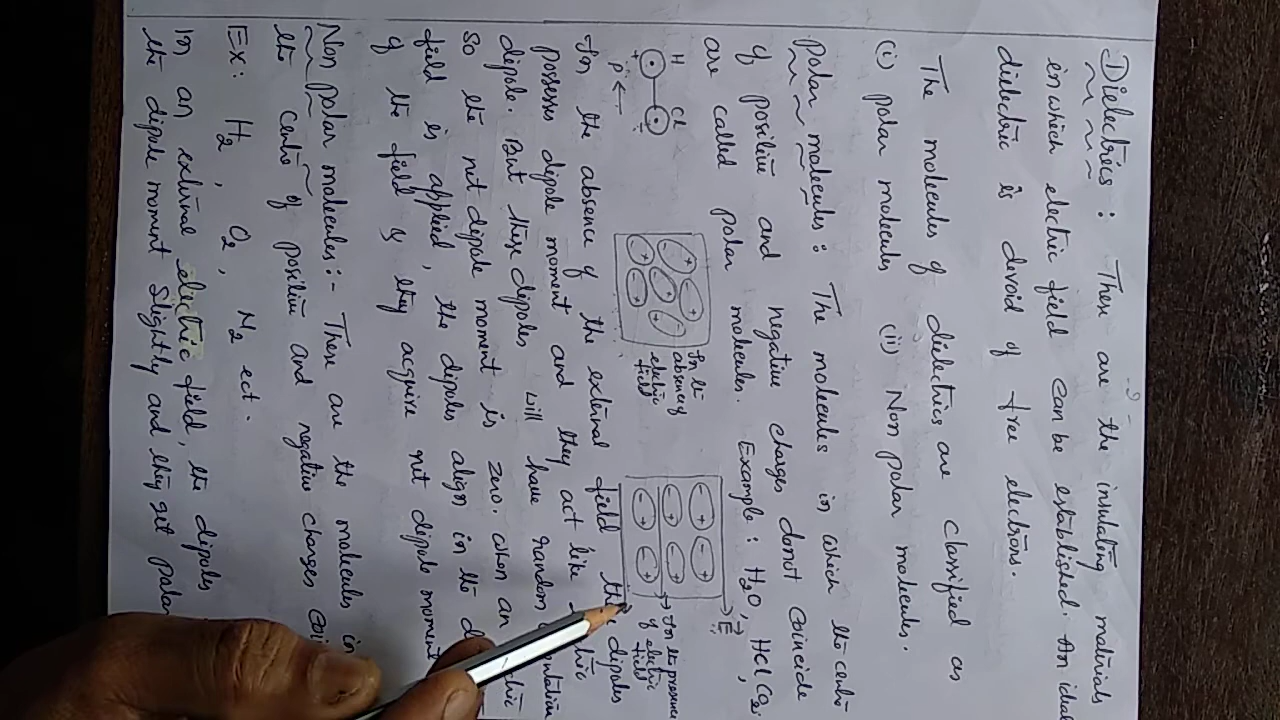 - 9 -
Dielectrics : These are the insulating materials
in which electric field can be established. An ideal
dielectric is devoid of free electrons.
The molecules of dielectrics are classified as
(i) polar molecules (ii) Non polar molecules.
Polar molecules : The molecules in which the centre
of positive and negative charges donot coincide
are called polar molecules. Example : H₂O, HCl, CO₂.
H Cl
+ -
p ←
In the
absence of
electric
field
→ E
→ In the presence
of electric
field
In the absence of the external field the dipoles
possesses dipole moment and they act like
dipole. But these dipoles will have random
So the net dipole moment is zero. When an
field is applied, the dipoles align in the
of the field & they acquire net dipole moment
Non polar molecules :- These are the molecules in
the centre of positive and negative charges
Ex: H₂, O₂, N₂ ect.
In an external electric field, the dipoles
the dipole moment slightly and they get